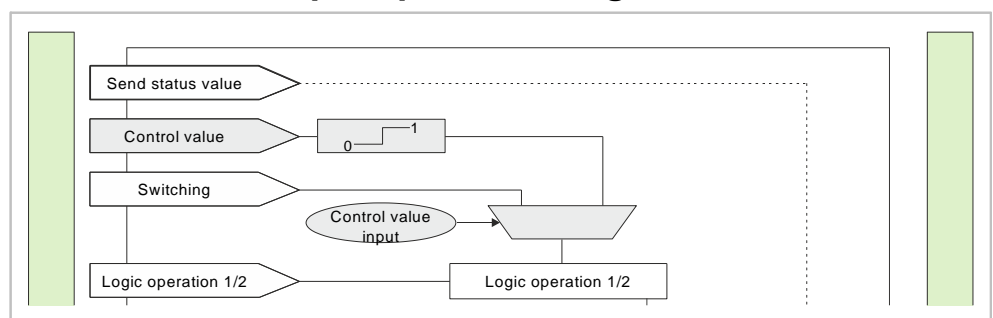 Send status value
Control value
1
0
Switching
Control value
input
Logic operation 1/2
Logic operation 1/2